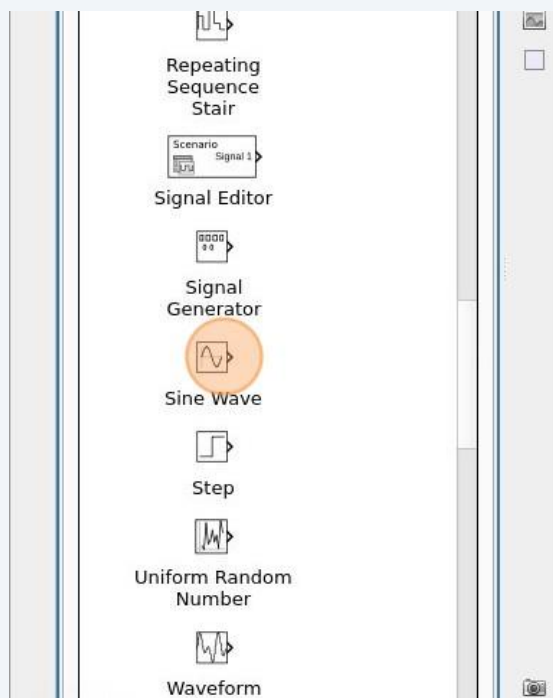 Repeating
Sequence
Stair
Scenario
Signal 1
Signal Editor
Signal
Generator
Sine Wave
Step
Uniform Random
Number
Waveform